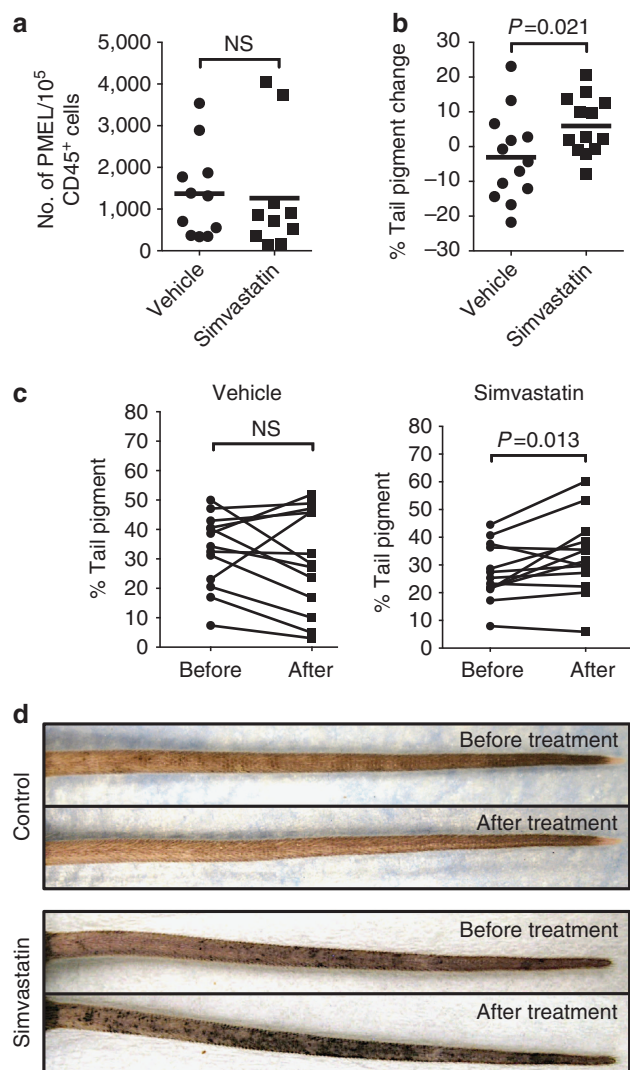 a
No. of PMEL/10⁵
CD45⁺ cells
5,000
4,000
3,000
2,000
1,000
0
NS
Vehicle
Simvastatin
b
% Tail pigment change
30
20
10
0
–10
–20
–30
P=0.021
Vehicle
Simvastatin
c
Vehicle
% Tail pigment
80
70
60
50
40
30
20
10
0
NS
Before
After
Simvastatin
% Tail pigment
80
70
60
50
40
30
20
10
0
P=0.013
Before
After
d
Control
Before treatment
After treatment
Simvastatin
Before treatment
After treatment